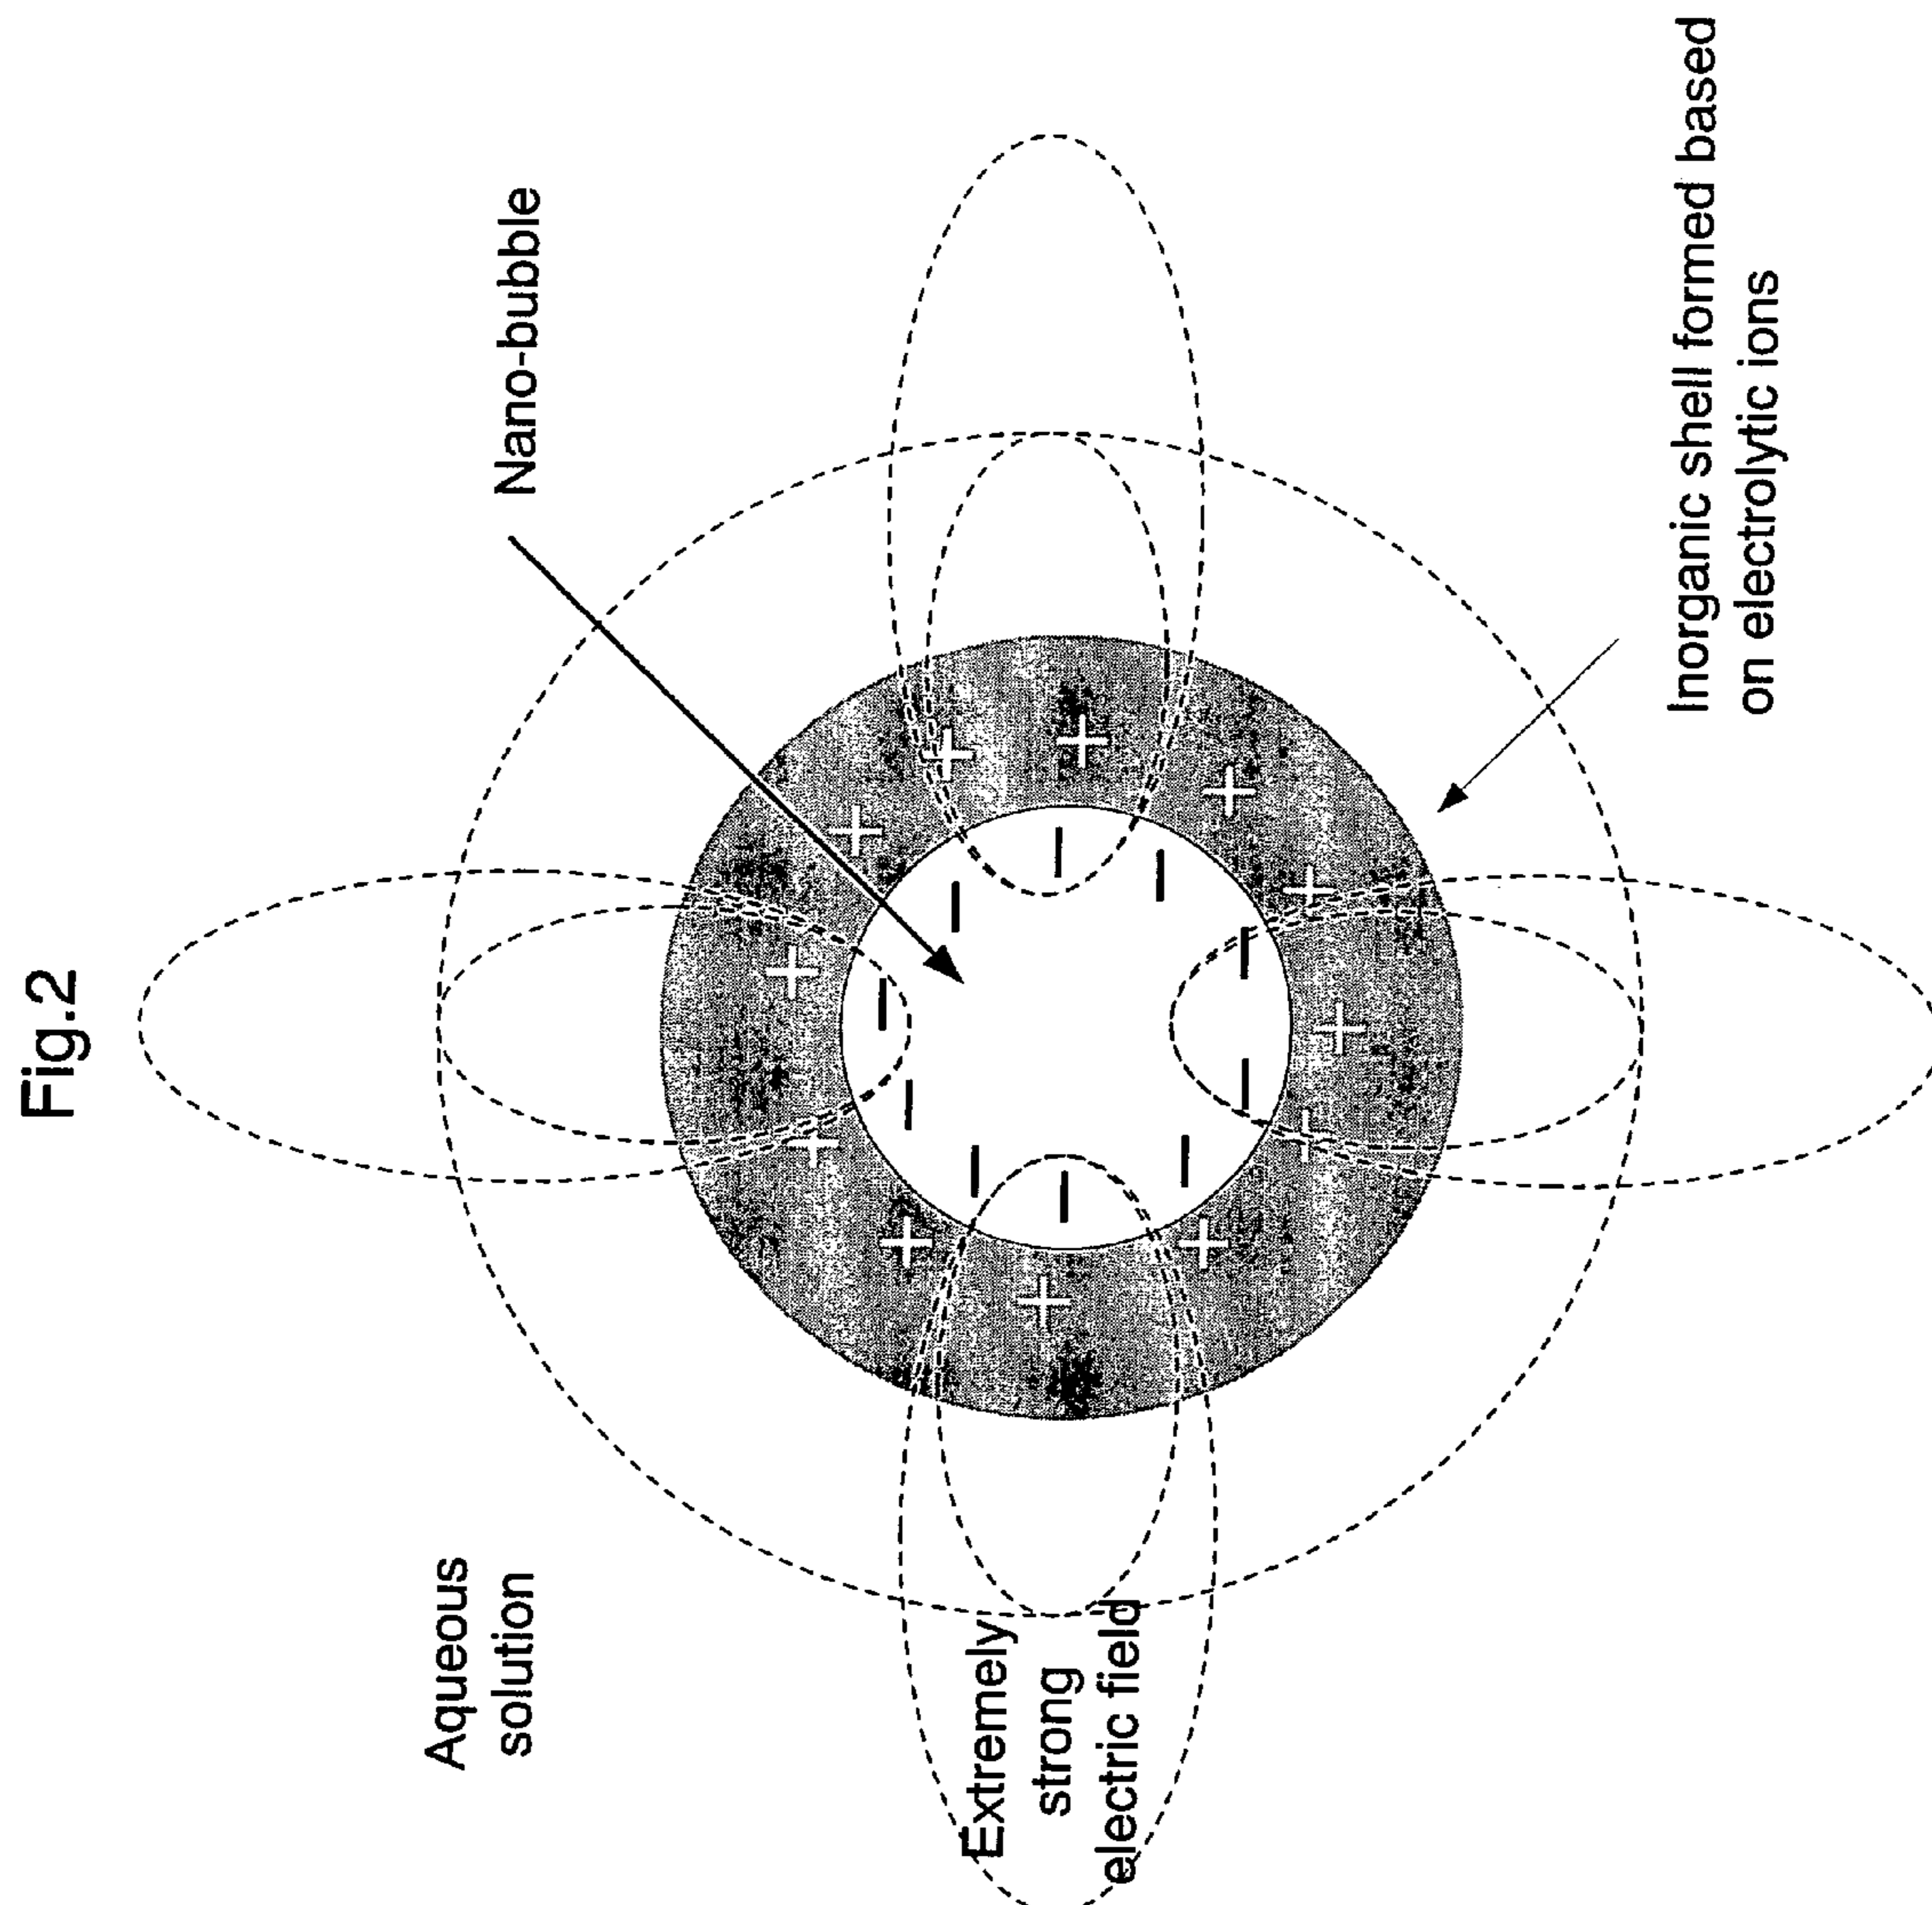 Fig.2
Nano-bubble
Aqueous
solution
Extremely
strong
electric field
Inorganic shell formed based
on electrolytic ions